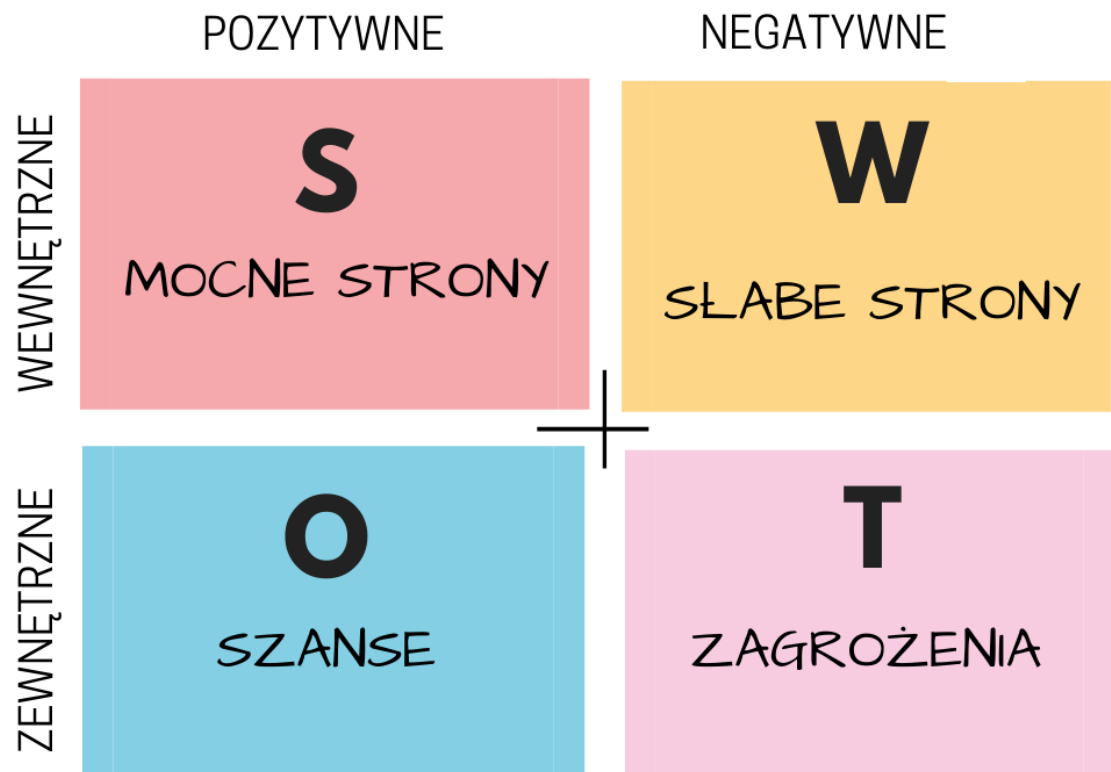 POZYTYWNE
NEGATYWNE
WEWNĘTRZNE
S
MOCNE STRONY
W
SŁABE STRONY
ZEWNĘTRZNE
O
SZANSE
T
ZAGROŻENIA